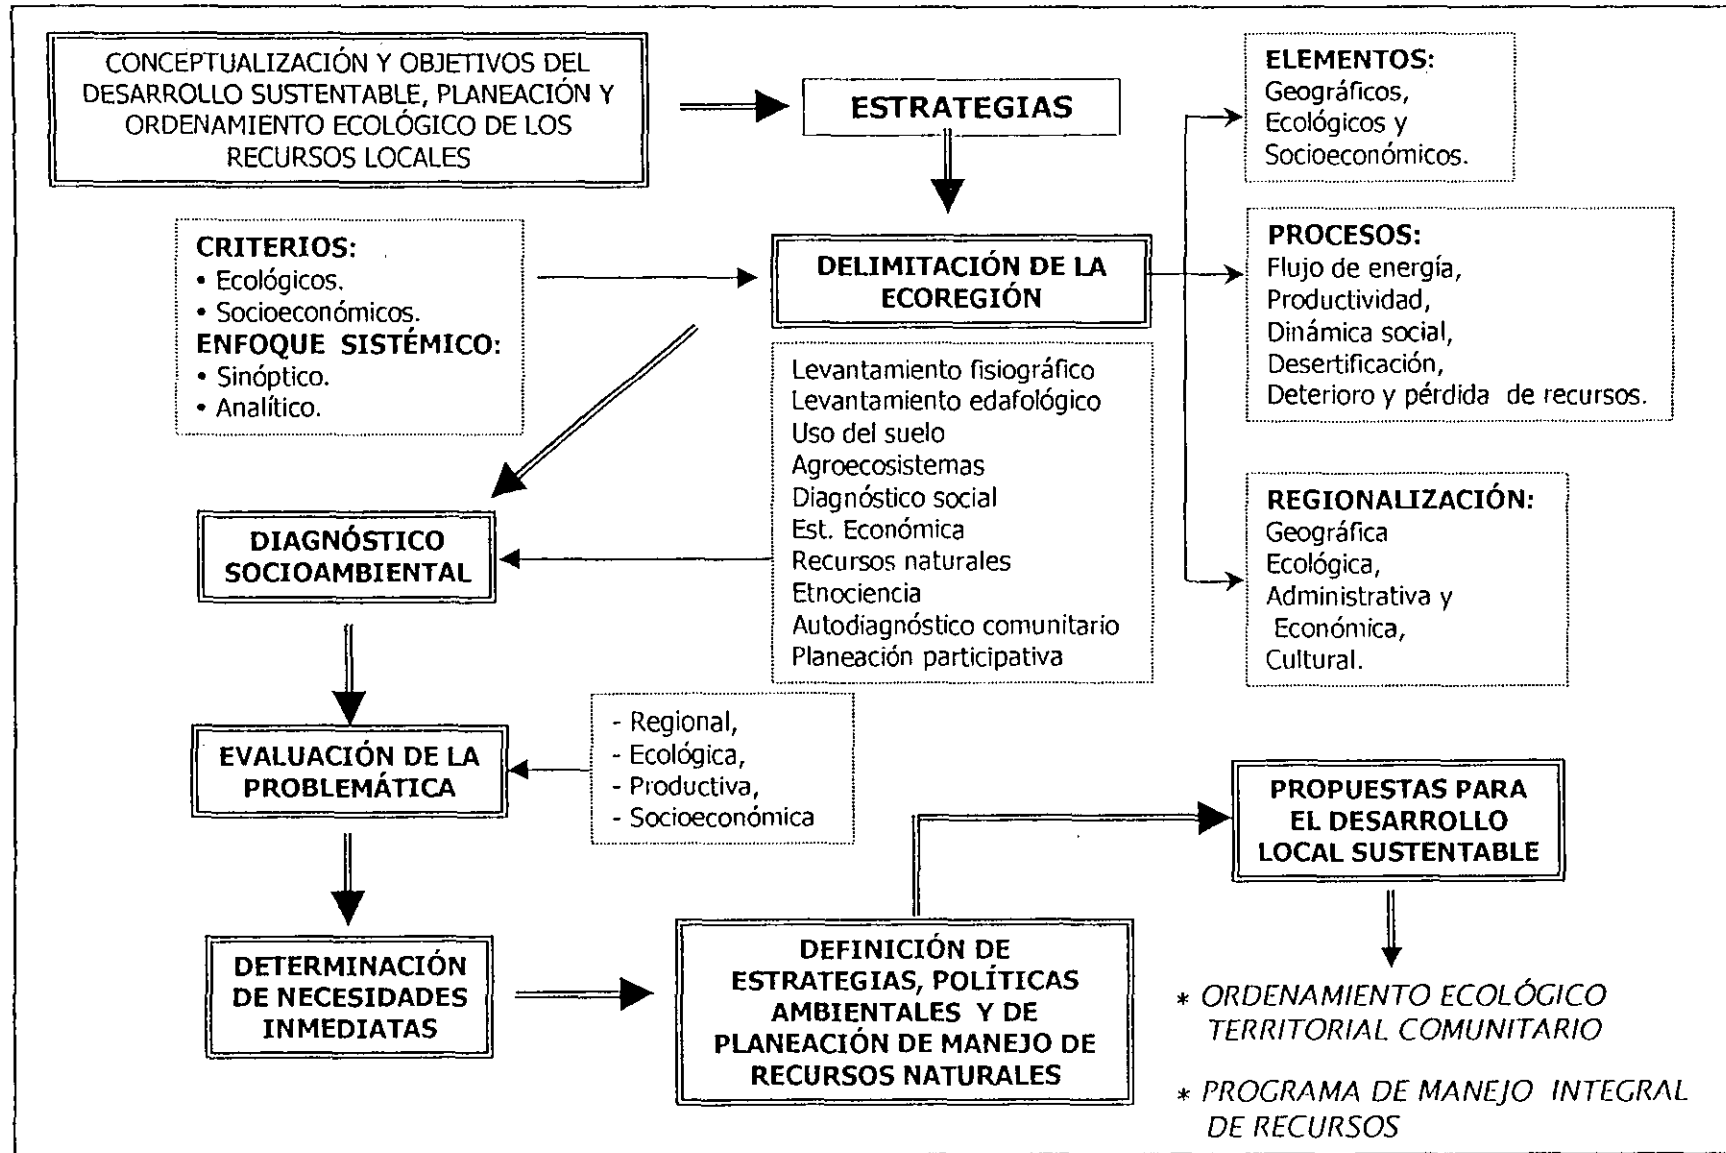 CONCEPTUALIZACIÓN Y OBJETIVOS DEL
DESARROLLO SUSTENTABLE, PLANEACIÓN Y
ORDENAMIENTO ECOLÓGICO DE LOS
RECURSOS LOCALES
ESTRATEGIAS
ELEMENTOS:
Geográficos,
Ecológicos y
Socioeconómicos.
CRITERIOS:
• Ecológicos.
• Socioeconómicos.
ENFOQUE SISTÉMICO:
• Sinóptico.
• Analítico.
DELIMITACIÓN DE LA
ECOREGIÓN
PROCESOS:
Flujo de energía,
Productividad,
Dinámica social,
Desertificación,
Deterioro y pérdida de recursos.
Levantamiento fisiográfico
Levantamiento edafológico
Uso del suelo
Agroecosistemas
Diagnóstico social
Est. Económica
Recursos naturales
Etnociencia
Autodiagnóstico comunitario
Planeación participativa
REGIONALIZACIÓN:
Geográfica
Ecológica,
Administrativa y
Económica,
Cultural.
DIAGNÓSTICO
SOCIOAMBIENTAL
EVALUACIÓN DE LA
PROBLEMÁTICA
- Regional,
- Ecológica,
- Productiva,
- Socioeconómica
DETERMINACIÓN
DE NECESIDADES
INMEDIATAS
DEFINICIÓN DE
ESTRATEGIAS, POLÍTICAS
AMBIENTALES Y DE
PLANEACIÓN DE MANEJO DE
RECURSOS NATURALES
PROPUESTAS PARA
EL DESARROLLO
LOCAL SUSTENTABLE
* ORDENAMIENTO ECOLÓGICO
TERRITORIAL COMUNITARIO
* PROGRAMA DE MANEJO INTEGRAL
DE RECURSOS